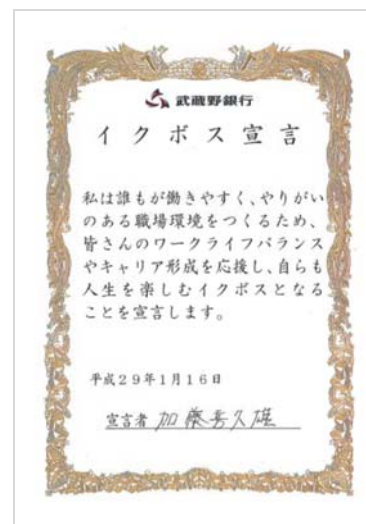 武蔵野銀行
イクボス宣言
私は誰もが働きやすく、やりがい
のある職場環境をつくるため、
皆さんのワークライフバランス
やキャリア形成を応援し、自らも
人生を楽しむイクボスとなる
ことを宣言します。
平成29年1月16日
宣言者 加藤喜久雄